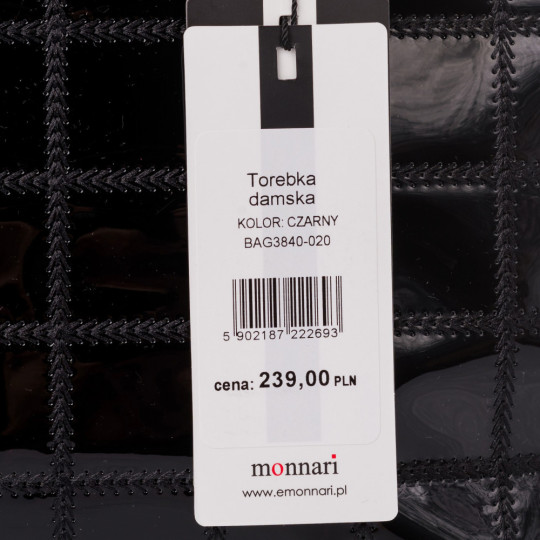 Torebka
damska
KOLOR: CZARNY
BAG3840-020
5 902187 222693
cena: 239,00 PLN
monnari
www.emonnari.pl